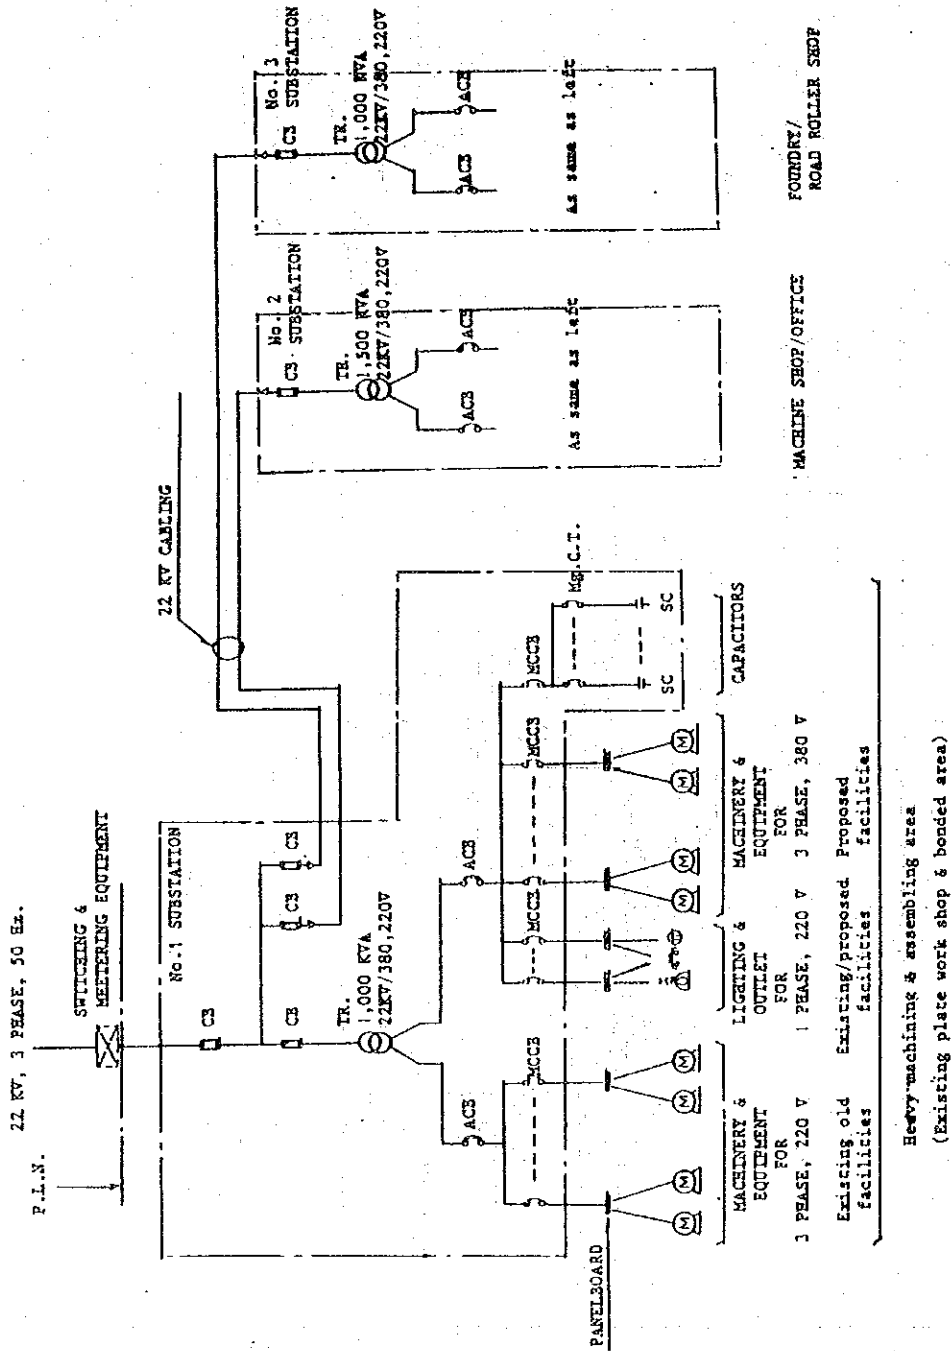 22 KV, 3 PHASE, 50 Hz.
P.L.N.
SWITCHING &
MEETERING EQUIPMENT
No.1 SUBSTATION
CB
CB
CB
CB
TR.
1,000 KVA
22KV/380,220V
ACB
ACB
MCCB
MCCB
MCCB
MCCB
Mg.C.T.
SC
SC
PANELBOARD
M
M
M
M
M
M
M
M
22 KV CABLING
No. 2
SUBSTATION
CB
TR.
1,500 KVA
22KV/380,220V
ACB
ACB
As same as left
MACHINE SHOP/OFFICE
No. 3
SUBSTATION
CB
TR.
1,000 KVA
22KV/380,220V
ACB
ACB
As same as left
FOUNDRY/
ROAD ROLLER SHOP
MACHINERY &
EQUIPMENT
FOR
3 PHASE, 220 V
Existing old
facilities
LIGHTING &
OUTLET
FOR
1 PHASE, 220 V
Existing/proposed
facilities
MACHINERY &
EQUIPMENT
FOR
3 PHASE, 380 V
Proposed
facilities
CAPACITORS
Heavy machining & assembling area
(Existing plate work shop & bonded area)